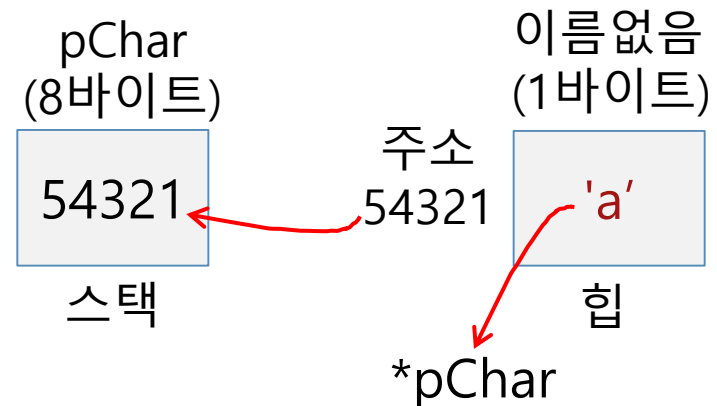 pChar
(8바이트)
54321
스택
주소
54321
이름없음
(1바이트)
'a’
힙
*pChar